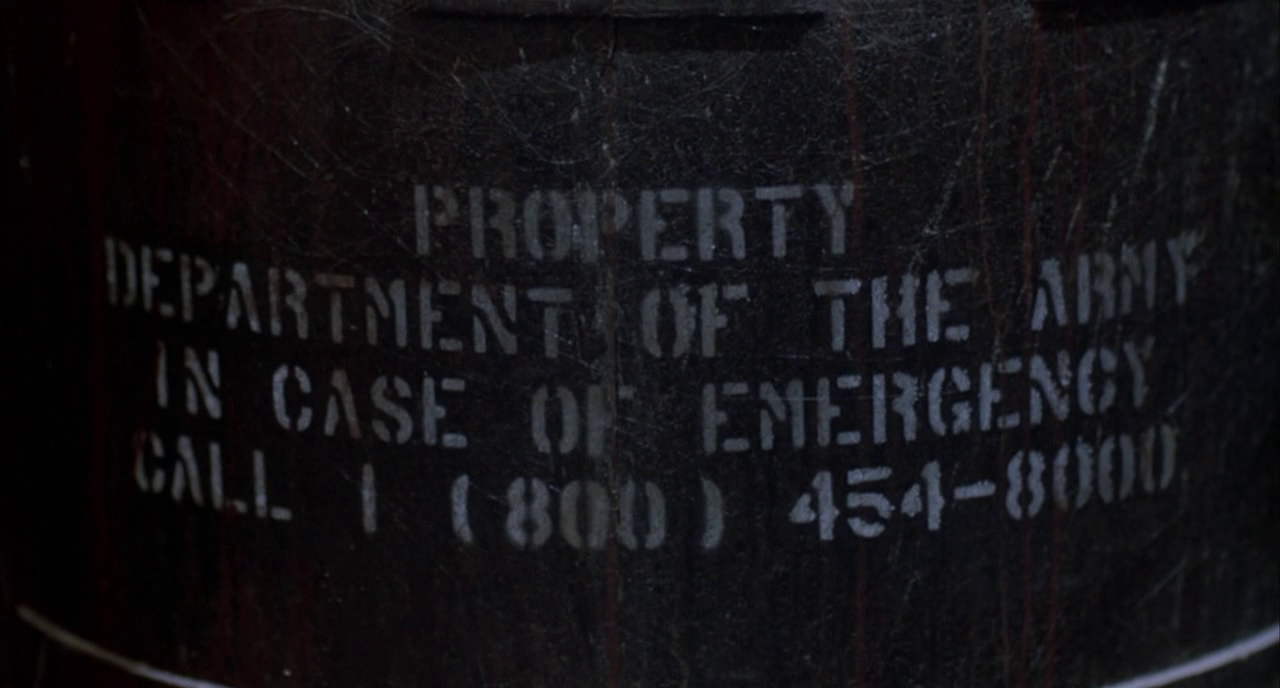 PROPERTY
DEPARTMENT OF THE ARMY
IN CASE OF EMERGENCY
CALL 1 (800) 454-8000